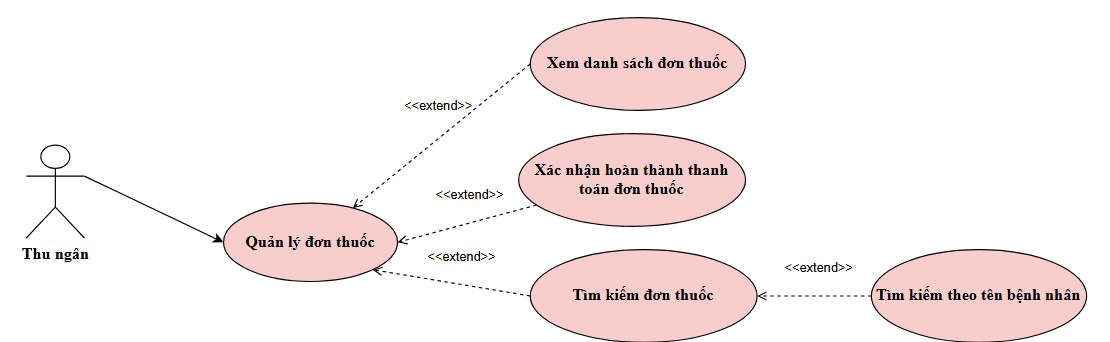 Xem danh sách đơn thuốc
<<extend>>
Xác nhận hoàn thành thanh
toán đơn thuốc
<<extend>>
Thu ngân
Quản lý đơn thuốc
<<extend>>
Tìm kiếm đơn thuốc
<<extend>>
Tìm kiếm theo tên bệnh nhân